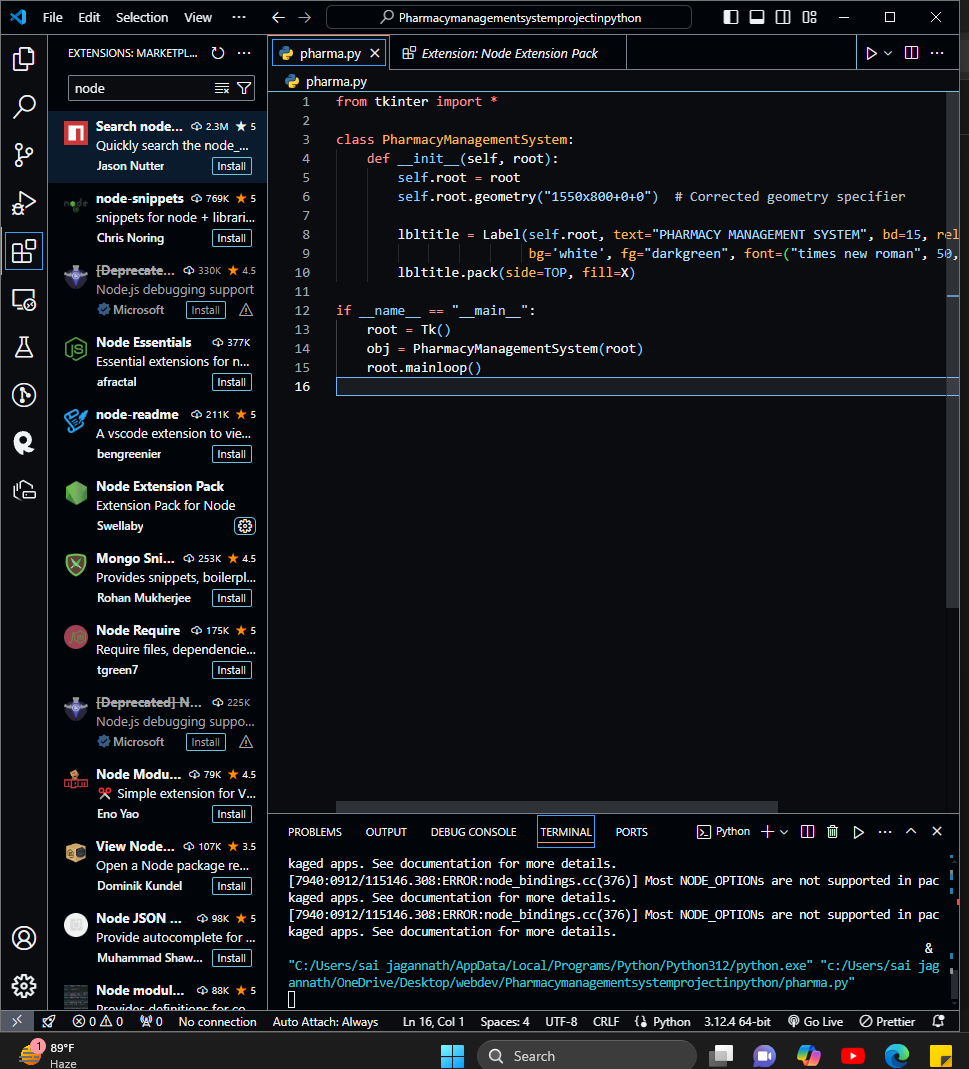 File Edit Selection View ··· Pharmacymanagementsystemprojectinpython
EXTENSIONS: MARKETPL...
node
Search node... 2.3M 5
Quickly search the node_...
Jason Nutter Install
node-snippets 769K 5
snippets for node + librari...
Chris Noring Install
[Deprecate... 330K 4.5
Node.js debugging support
Microsoft Install
Node Essentials 377K
Essential extensions for n...
afractal Install
node-readme 211K 5
A vscode extension to vie...
bengreenier Install
Node Extension Pack
Extension Pack for Node
Swellaby
Mongo Sni... 253K 4.5
Provides snippets, boilerpl...
Rohan Mukherjee Install
Node Require 175K 5
Require files, dependencie...
tgreen7 Install
[Deprecated] N... 225K
Node.js debugging suppo...
Microsoft Install
Node Modu... 79K 4.5
Simple extension for V...
Eno Yao Install
View Node... 107K 3.5
Open a Node package re...
Dominik Kundel Install
Node JSON ... 98K 5
Provide autocomplete for ...
Muhammad Shaw... Install
Node modul... 88K 5
Provides definitions for co...
pharma.py Extension: Node Extension Pack
pharma.py
1 from tkinter import *
2
3 class PharmacyManagementSystem:
4 def __init__(self, root):
5 self.root = root
6 self.root.geometry("1550x800+0+0") # Corrected geometry specifier
7
8 lbltitle = Label(self.root, text="PHARMACY MANAGEMENT SYSTEM", bd=15, rel
9 bg='white', fg="darkgreen", font=("times new roman", 50,
10 lbltitle.pack(side=TOP, fill=X)
11
12 if __name__ == "__main__":
13 root = Tk()
14 obj = PharmacyManagementSystem(root)
15 root.mainloop()
16
PROBLEMS OUTPUT DEBUG CONSOLE TERMINAL PORTS Python
kaged apps. See documentation for more details.
[7940:0912/115146.308:ERROR:node_bindings.cc(376)] Most NODE_OPTIONs are not supported in pac
kaged apps. See documentation for more details.
[7940:0912/115146.308:ERROR:node_bindings.cc(376)] Most NODE_OPTIONs are not supported in pac
kaged apps. See documentation for more details.
&
"C:/Users/sai jagannath/AppData/Local/Programs/Python/Python312/python.exe" "c:/Users/sai jag
annath/OneDrive/Desktop/webdev/Pharmacymanagementsystemprojectinpython/pharma.py"
0 0 0 No connection Auto Attach: Always Ln 16, Col 1 Spaces: 4 UTF-8 CRLF Python 3.12.4 64-bit Go Live Prettier
1 89°F
Haze
Search